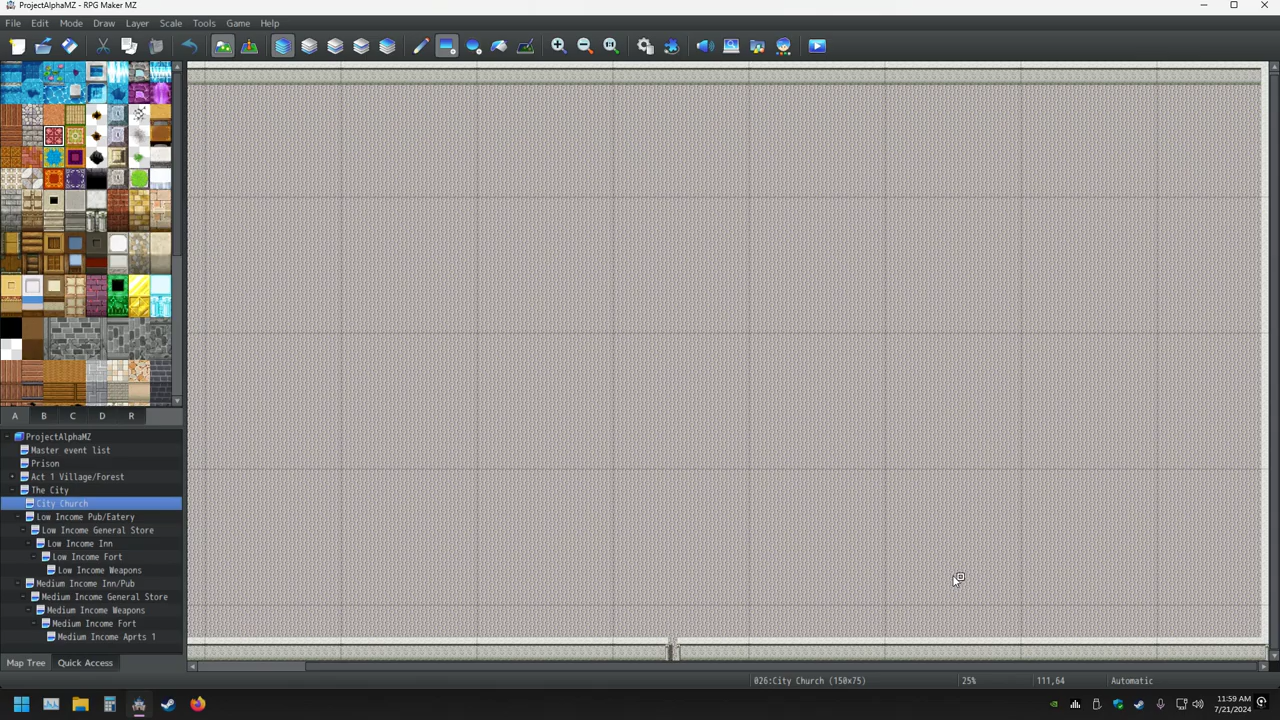 ProjectAlphaMZ - RPG Maker MZ
File Edit Mode Draw Layer Scale Tools Game Help
A B C D R
ProjectAlphaMZ
Master event list
Prison
Act 1 Village/Forest
The City
City Church
Low Income Pub/Eatery
Low Income General Store
Low Income Inn
Low Income Fort
Low Income Weapons
Medium Income Inn/Pub
Medium Income General Store
Medium Income Weapons
Medium Income Fort
Medium Income Aprts 1
Map Tree Quick Access
026:City Church (150x75) 25% 111,64 Automatic
11:59 AM
7/21/2024